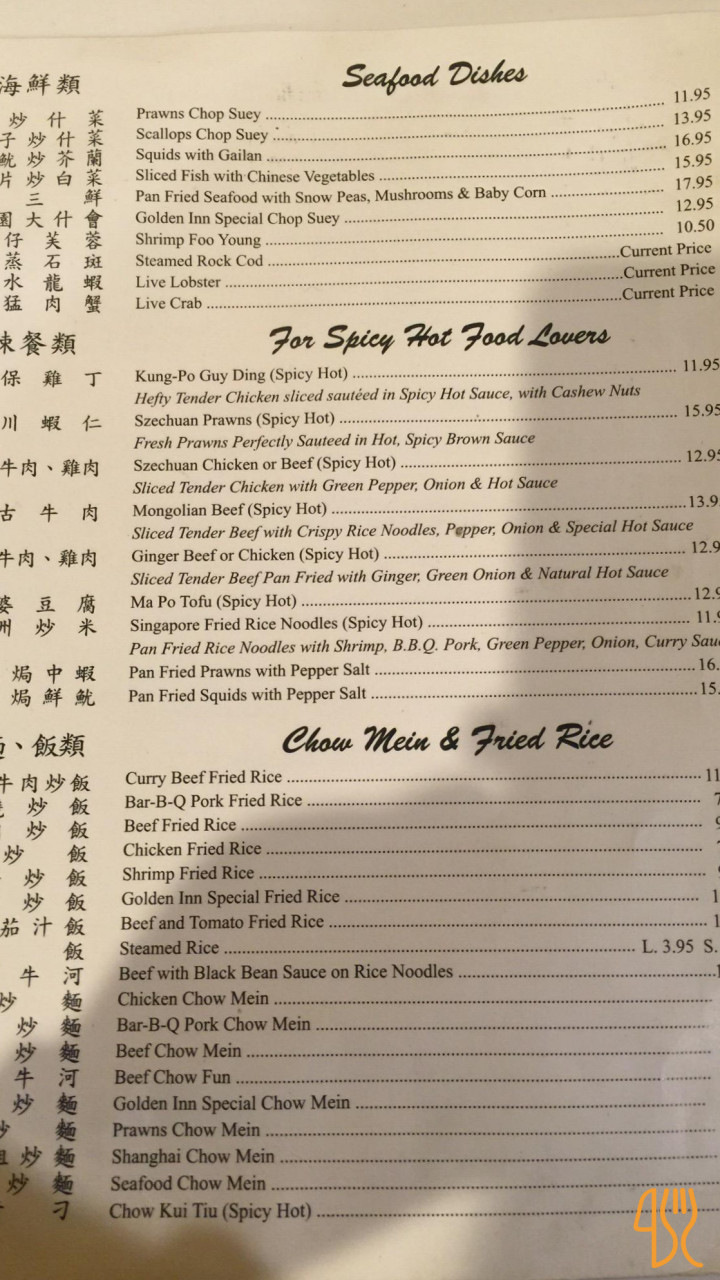 海鮮類 Seafood Dishes
炒什菜 Prawns Chop Suey 11.95
子炒什菜 Scallops Chop Suey 13.95
魷炒芥蘭 Squids with Gailan 16.95
片炒白菜 Sliced Fish with Chinese Vegetables 15.95
三鮮 Pan Fried Seafood with Snow Peas, Mushrooms & Baby Corn 17.95
園大什會 Golden Inn Special Chop Suey 12.95
仔芙蓉 Shrimp Foo Young 10.50
蒸石斑 Steamed Rock Cod Current Price
水龍蝦 Live Lobster Current Price
猛肉蟹 Live Crab Current Price
辣餐類 For Spicy Hot Food Lovers
保雞丁 Kung-Po Guy Ding (Spicy Hot) 11.95
Hefty Tender Chicken sliced sautéed in Spicy Hot Sauce, with Cashew Nuts
川蝦仁 Szechuan Prawns (Spicy Hot) 15.95
Fresh Prawns Perfectly Sauteed in Hot, Spicy Brown Sauce
牛肉、雞肉 Szechuan Chicken or Beef (Spicy Hot) 12.95
Sliced Tender Chicken with Green Pepper, Onion & Hot Sauce
古牛肉 Mongolian Beef (Spicy Hot) 13.9
Sliced Tender Beef with Crispy Rice Noodles, Pepper, Onion & Special Hot Sauce
牛肉、雞肉 Ginger Beef or Chicken (Spicy Hot) 12.9
Sliced Tender Beef Pan Fried with Ginger, Green Onion & Natural Hot Sauce
婆豆腐 Ma Po Tofu (Spicy Hot) 12.9
洲炒米 Singapore Fried Rice Noodles (Spicy Hot) 11.9
Pan Fried Rice Noodles with Shrimp, B.B.Q. Pork, Green Pepper, Onion, Curry Sau
焗中蝦 Pan Fried Prawns with Pepper Salt 16.
焗鮮魷 Pan Fried Squids with Pepper Salt 15.
、飯類 Chow Mein & Fried Rice
牛肉炒飯 Curry Beef Fried Rice 11
炒飯 Bar-B-Q Pork Fried Rice 7
炒飯 Beef Fried Rice 9
炒飯 Chicken Fried Rice 7
炒飯 Shrimp Fried Rice
炒飯 Golden Inn Special Fried Rice 1
茄汁飯 Beef and Tomato Fried Rice 1
飯 Steamed Rice L. 3.95 S.
牛河 Beef with Black Bean Sauce on Rice Noodles
炒麵 Chicken Chow Mein
炒麵 Bar-B-Q Pork Chow Mein
炒麵 Beef Chow Mein
牛河 Beef Chow Fun
炒麵 Golden Inn Special Chow Mein
炒麵 Prawns Chow Mein
炒麵 Shanghai Chow Mein
炒麵 Seafood Chow Mein
刁 Chow Kui Tiu (Spicy Hot)